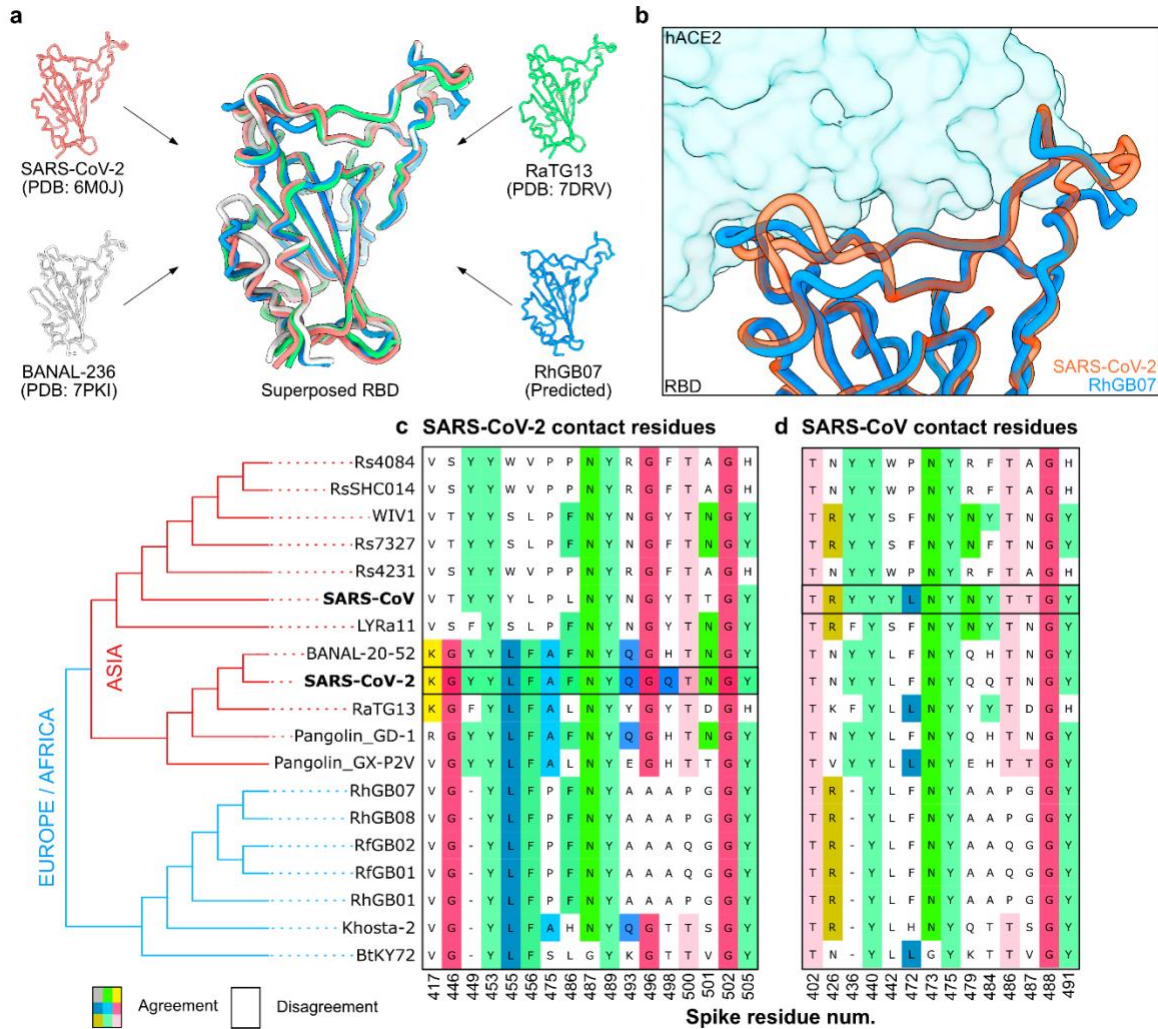 a
SARS-CoV-2
(PDB: 6M0J)
BANAL-236
(PDB: 7PKI)
Superposed RBD
RaTG13
(PDB: 7DRV)
RhGB07
(Predicted)
b
hACE2
RBD
SARS-CoV-2
RhGB07
c SARS-CoV-2 contact residues
d SARS-CoV contact residues
EUROPE / AFRICA
ASIA
Rs4084 V S Y Y W V P P N Y R G F T A G H T N Y Y W P N Y R F T A G H
RsSHC014 V S Y Y W V P P N Y R G F T A G H T N Y Y W P N Y R F T A G H
WIV1 V T Y Y S L P F N Y N G Y T N G Y T R Y Y S F N Y N Y T N G Y
Rs7327 V T Y Y S L P F N Y N G F T N G Y T R Y Y S F N Y N F T N G Y
Rs4231 V S Y Y W V P P N Y R G F T A G H T N Y Y W P N Y R F T A G H
SARS-CoV V T Y Y Y L P L N Y N G Y T T G Y T R Y Y Y L N Y N Y T T G Y
LYRa11 V S F Y S L P F N Y N G Y T N G Y T R F Y S F N Y N Y T N G Y
BANAL-20-52 K G Y Y L F A F N Y Q G H T N G Y T N Y Y L F N Y Q H T N G Y
SARS-CoV-2 K G Y Y L F A F N Y Q G Q T N G Y T N Y Y L F N Y Q Q T N G Y
RaTG13 K G F Y L F A L N Y Y G Y T D G H T K F Y L L N Y Y Y T D G H
Pangolin_GD-1 R G Y Y L F A F N Y Q G H T N G Y T N Y Y L F N Y Q H T N G Y
Pangolin_GX-P2V V G Y Y L F A L N Y E G H T T G Y T V Y Y L L N Y E H T T G Y
RhGB07 V G - Y L F P F N Y A A A P G G Y T R - Y L F N Y A A P G G Y
RhGB08 V G - Y L F P F N Y A A A P G G Y T R - Y L F N Y A A P G G Y
RfGB02 V G - Y L F P F N Y A A A Q G G Y T R - Y L F N Y A A Q G G Y
RfGB01 V G - Y L F P F N Y A A A Q G G Y T R - Y L F N Y A A Q G G Y
RhGB01 V G - Y L F P F N Y A A A P G G Y T R - Y L F N Y A A P G G Y
Khosta-2 V G - Y L F A H N Y Q G T T S G Y T R - Y L H N Y Q T T S G Y
BtKY72 V G - Y L F S L G Y K G T T V G Y T N - Y L L G Y K T T V G Y
417 446 449 453 455 456 475 486 487 489 493 496 498 500 501 502 505 402 426 436 440 442 472 473 475 479 484 486 487 488 491
Agreement Disagreement
Spike residue num.